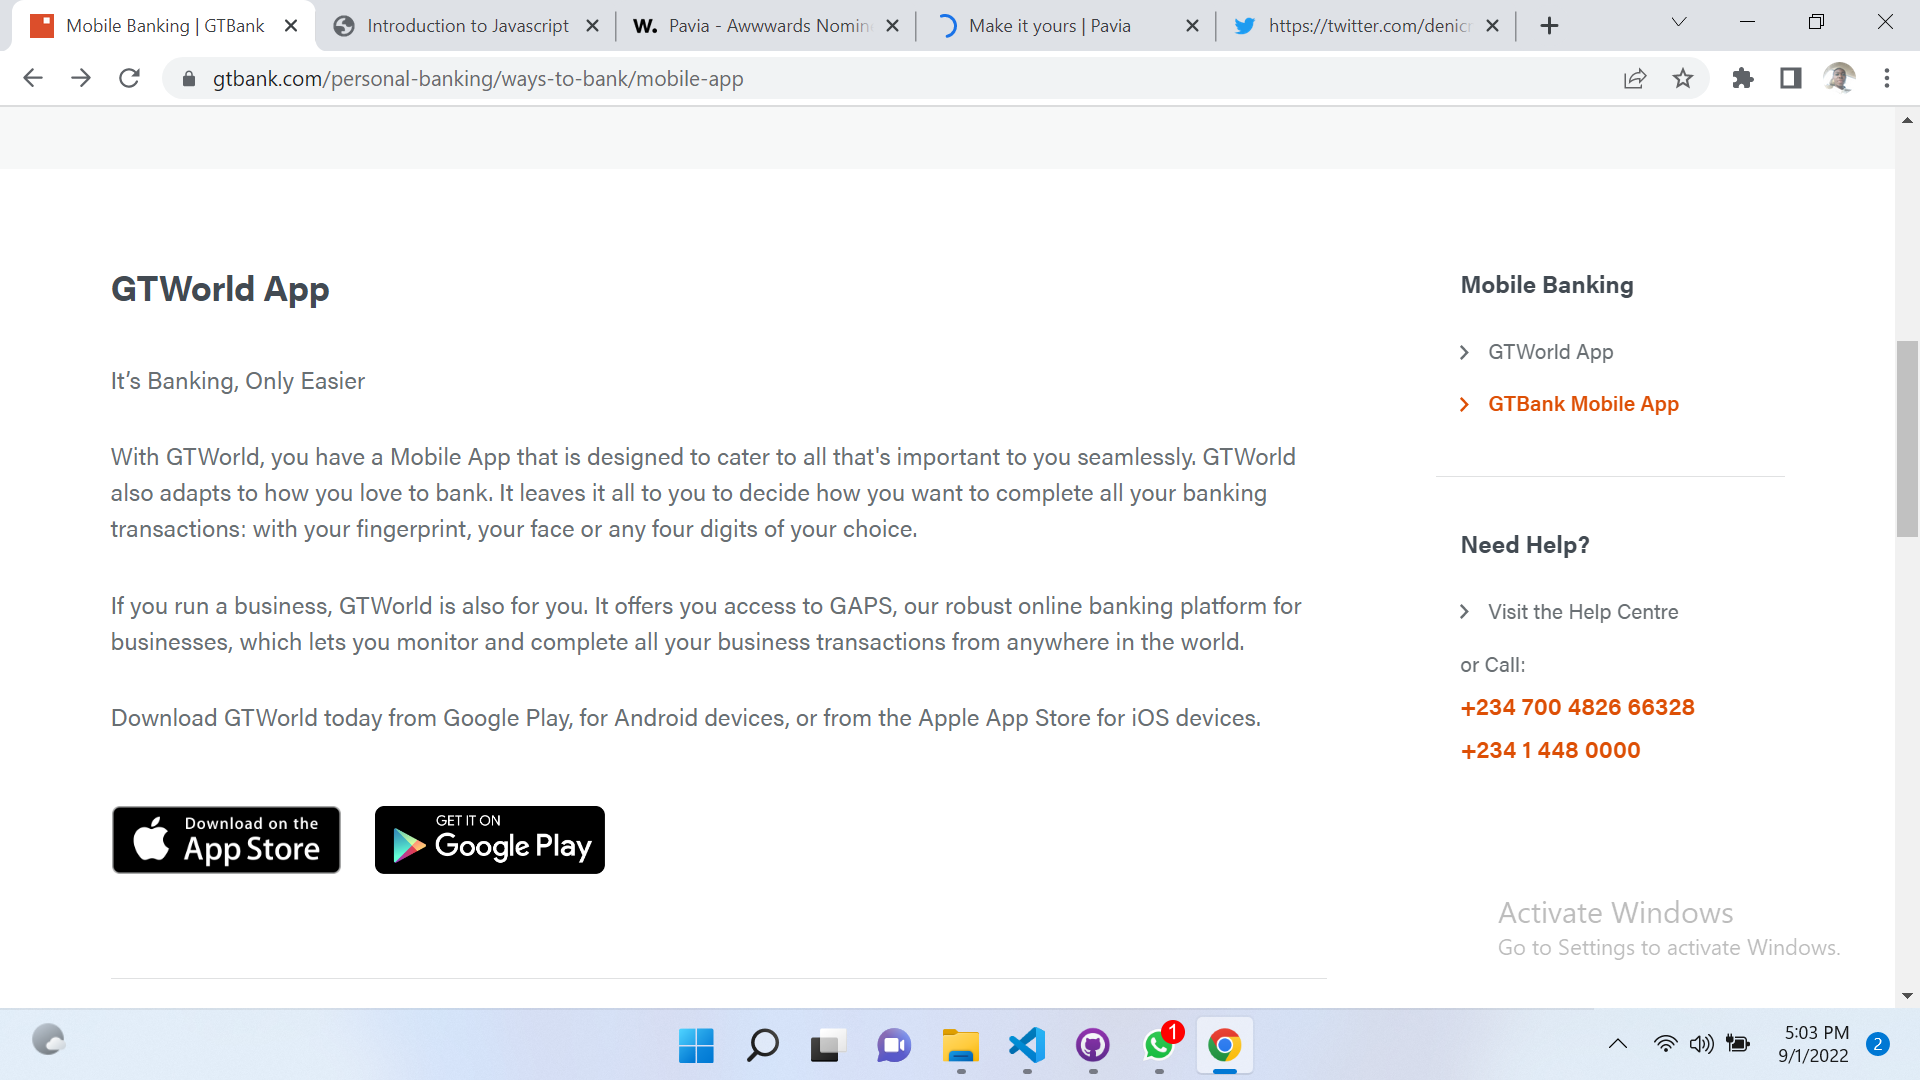 Mobile Banking | GTBank
Introduction to Javascript
W. Pavia - Awwwards Nomin
Make it yours | Pavia
https://twitter.com/denicr
gtbank.com/personal-banking/ways-to-bank/mobile-app
GTWorld App
It’s Banking, Only Easier
With GTWorld, you have a Mobile App that is designed to cater to all that's important to you seamlessly. GTWorld
also adapts to how you love to bank. It leaves it all to you to decide how you want to complete all your banking
transactions: with your fingerprint, your face or any four digits of your choice.
If you run a business, GTWorld is also for you. It offers you access to GAPS, our robust online banking platform for
businesses, which lets you monitor and complete all your business transactions from anywhere in the world.
Download GTWorld today from Google Play, for Android devices, or from the Apple App Store for iOS devices.
Download on the
App Store
GET IT ON
Google Play
Mobile Banking
GTWorld App
GTBank Mobile App
Need Help?
Visit the Help Centre
or Call:
+234 700 4826 66328
+234 1 448 0000
Activate Windows
Go to Settings to activate Windows.
1
5:03 PM
9/1/2022
2